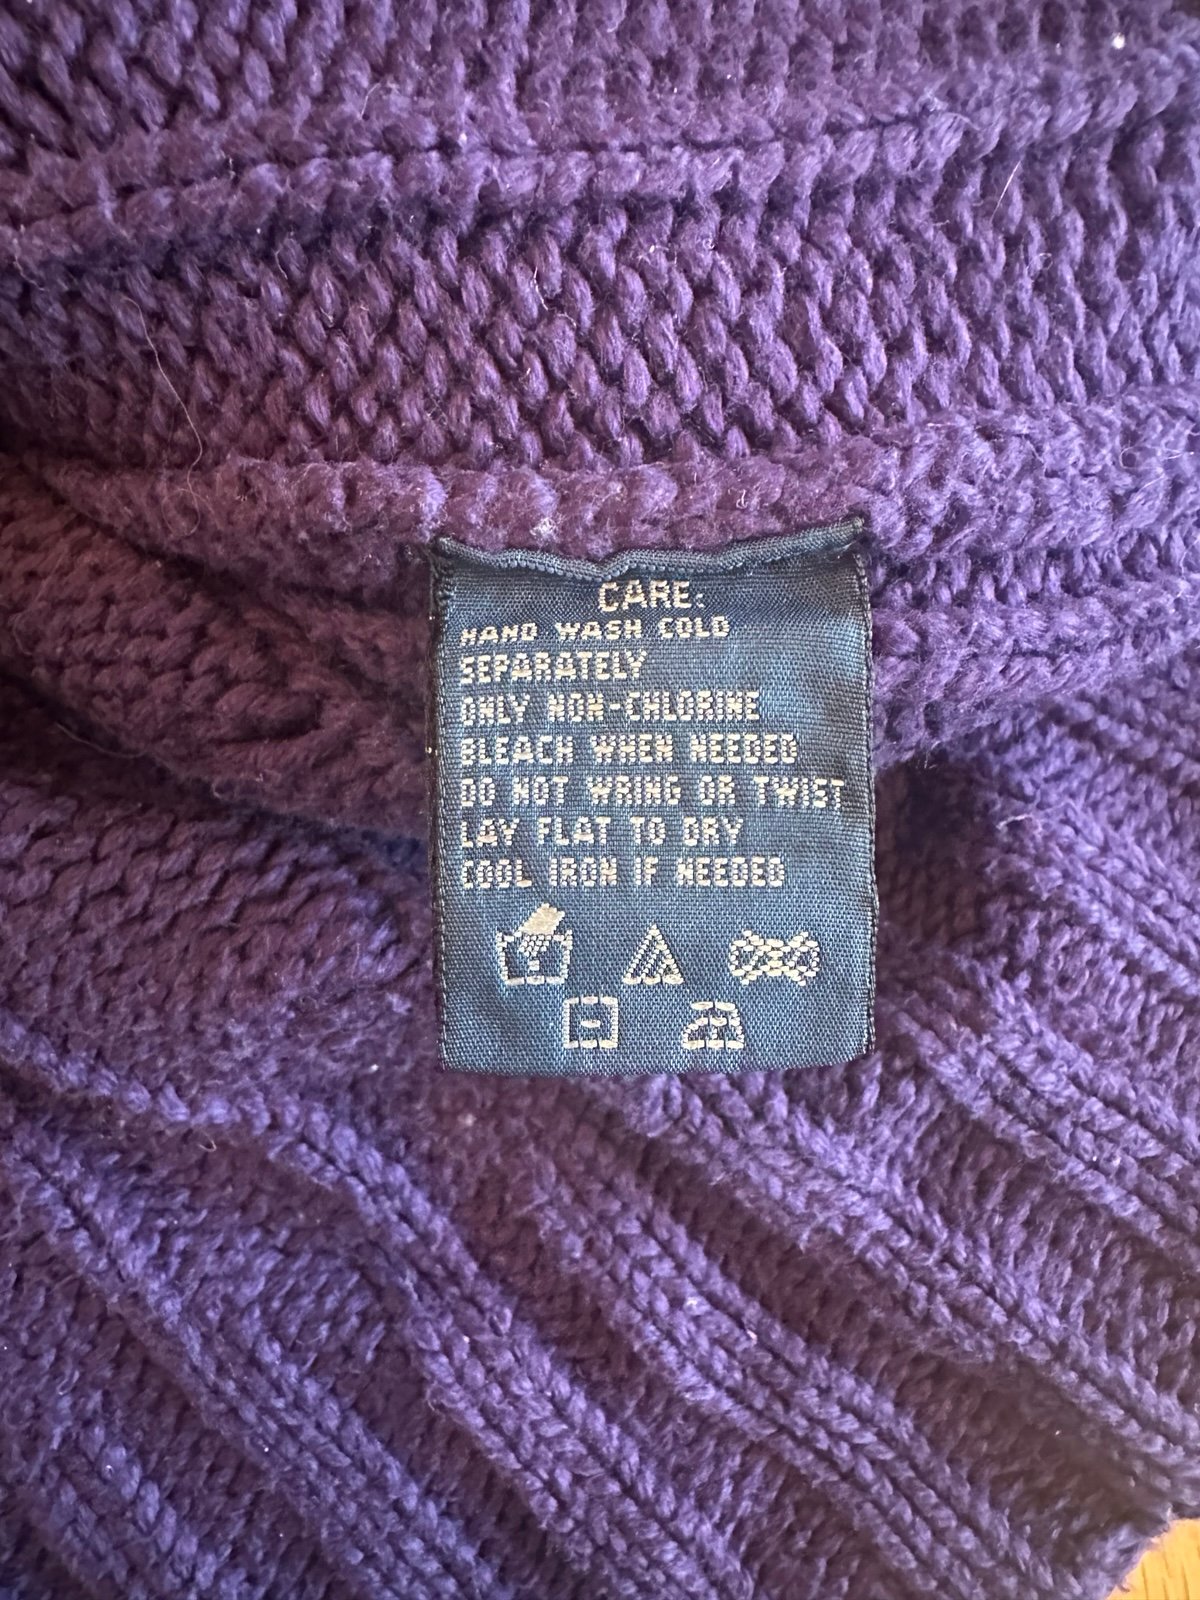 CARE:
HAND WASH COLD
SEPARATELY
ONLY NON-CHLORINE
BLEACH WHEN NEEDED
DO NOT WRING OR TWIST
LAY FLAT TO DRY
COOL IRON IF NEEDED